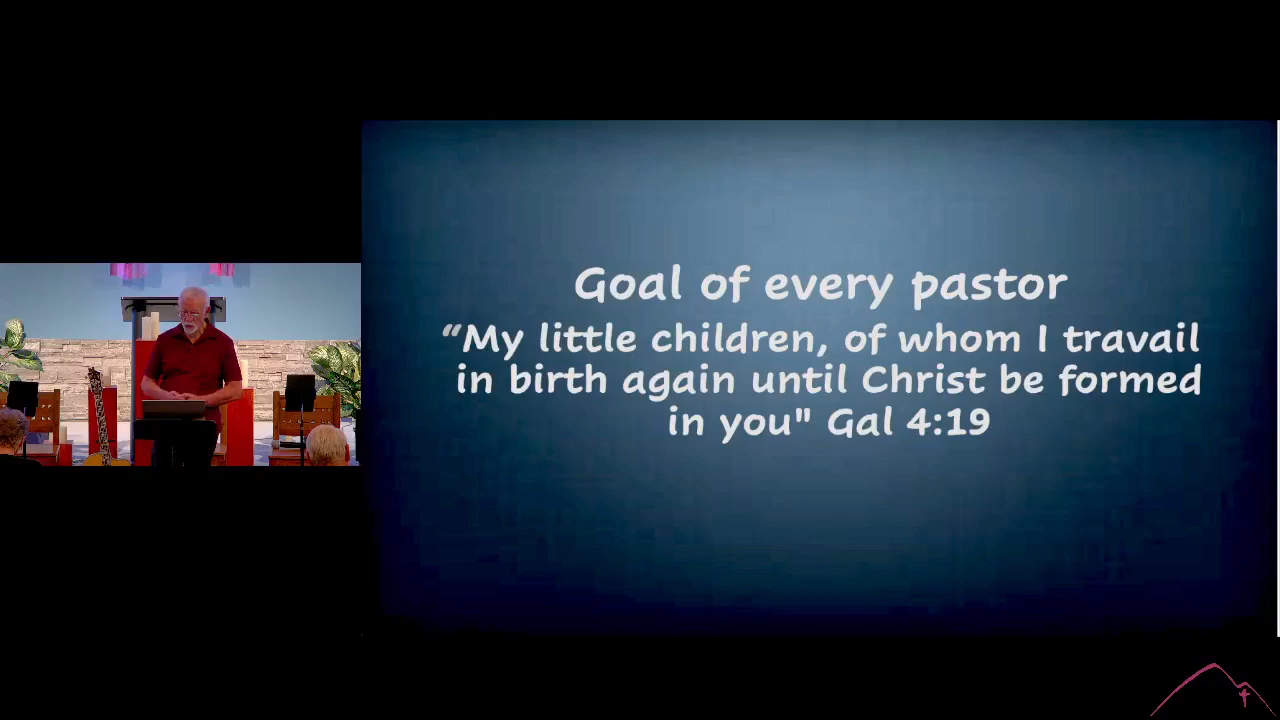 Goal of every pastor
“My little children, of whom I travail
in birth again until Christ be formed
in you" Gal 4:19